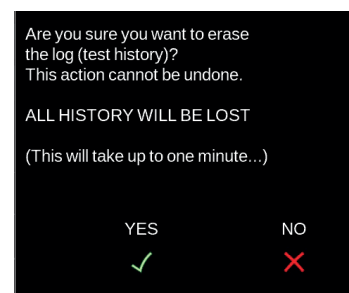 Are you sure you want to erase
the log (test history)?
This action cannot be undone.
ALL HISTORY WILL BE LOST
(This will take up to one minute...)
YES NO